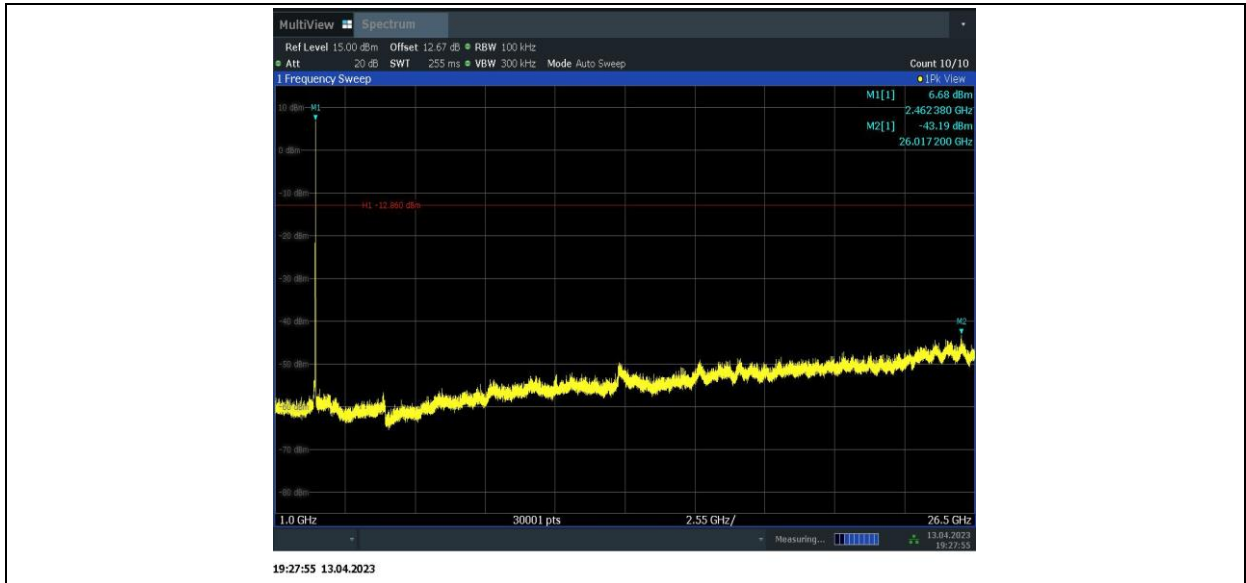 MultiView Spectrum
Ref Level 15.00 dBm Offset 12.67 dB RBW 100 kHz
Att 20 dB SWT 255 ms VBW 300 kHz Mode Auto Sweep Count 10/10
1 Frequency Sweep 1Pk View
M1[1] 6.68 dBm
2.462380 GHz
M2[1] -43.19 dBm
26.017200 GHz
10 dBm
M1
0 dBm
-10 dBm
H1 -12.960 dBm
-20 dBm
-30 dBm
-40 dBm
M2
-50 dBm
-60 dBm
-70 dBm
-80 dBm
1.0 GHz 30001 pts 2.55 GHz/ 26.5 GHz
Measuring... 13.04.2023
19:27:55
19:27:55 13.04.2023